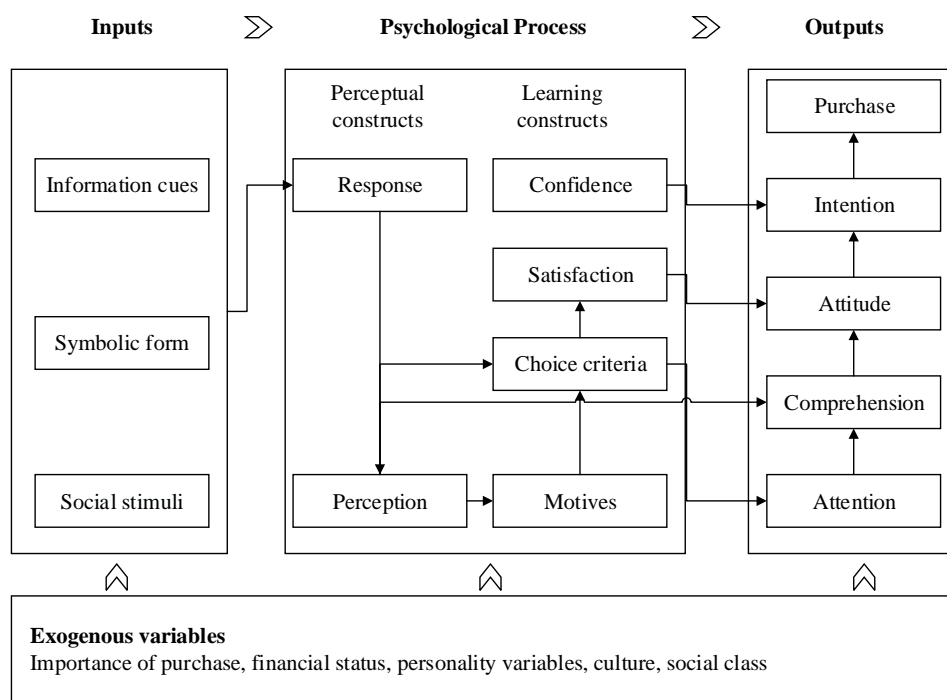 Inputs
Psychological Process
Outputs
Perceptual
constructs
Learning
constructs
Purchase
Information cues
Response
Confidence
Intention
Satisfaction
Attitude
Symbolic form
Choice criteria
Comprehension
Social stimuli
Perception
Motives
Attention
Exogenous variables
Importance of purchase, financial status, personality variables, culture, social class